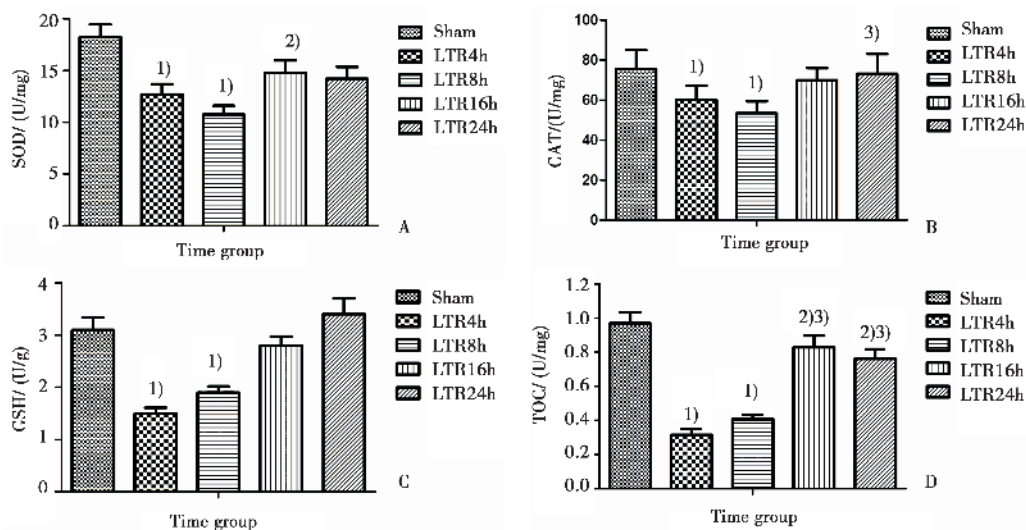 20
15
10
5
0
SOD/ (U/mg)
1)
1)
2)
Sham
LTR4h
LTR8h
LTR16h
LTR24h
A
Time group
100
80
60
40
20
0
CAT/(U/mg)
1)
1)
3)
Sham
LTR4h
LTR8h
LTR16h
LTR24h
B
Time group
4
3
2
1
0
GSH/ (U/g)
1)
1)
Sham
LTR4h
LTR8h
LTR16h
LTR24h
C
Time group
1.0
0.8
0.6
0.4
0.2
0.0
TOC/ (U/mg)
1)
1)
2)3)
2)3)
Sham
LTR4h
LTR8h
LTR16h
LTR24h
D
Time group